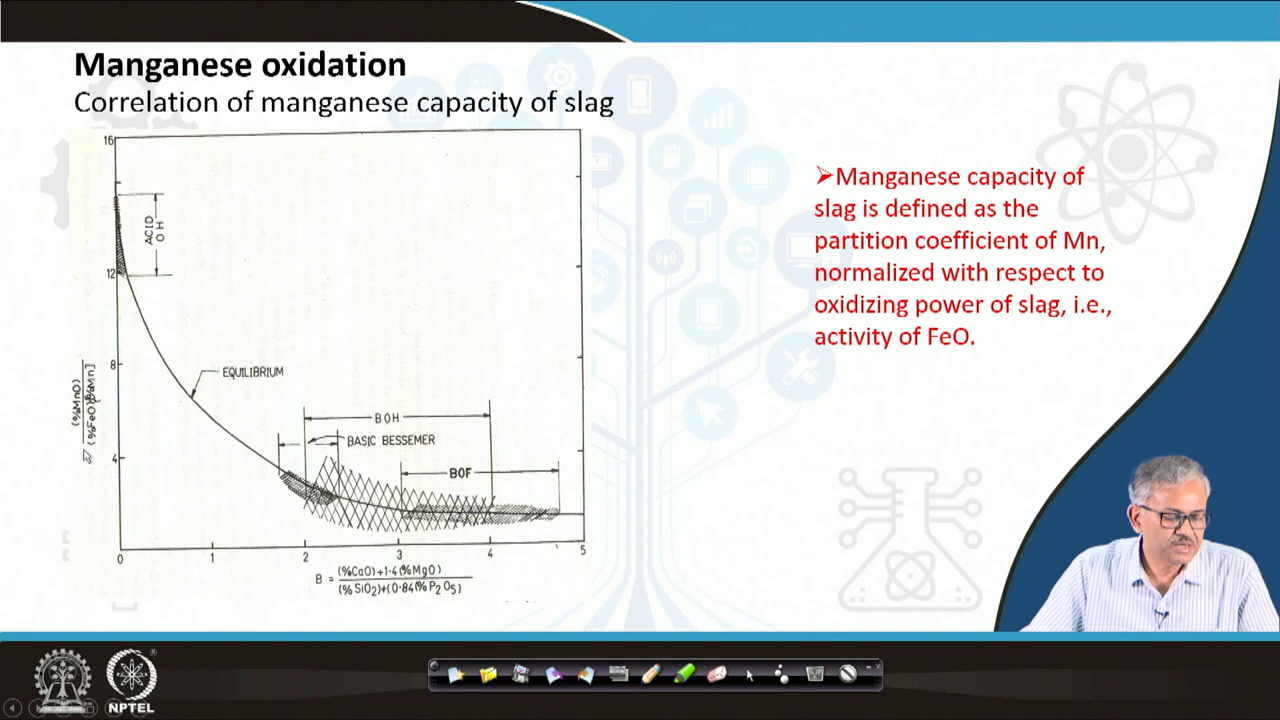 Manganese oxidation
Correlation of manganese capacity of slag
16
12
8
4
0
1
2
3
4
5
ACID
OH
EQUILIBRIUM
BOH
BASIC BESSEMER
BOF
(%MnO)
(%FeO)[%Mn]
B = (%CaO)+1.4(%MgO)
(%SiO2)+(0.84(%P2O5)
➢Manganese capacity of
slag is defined as the
partition coefficient of Mn,
normalized with respect to
oxidizing power of slag, i.e.,
activity of FeO.
NPTEL